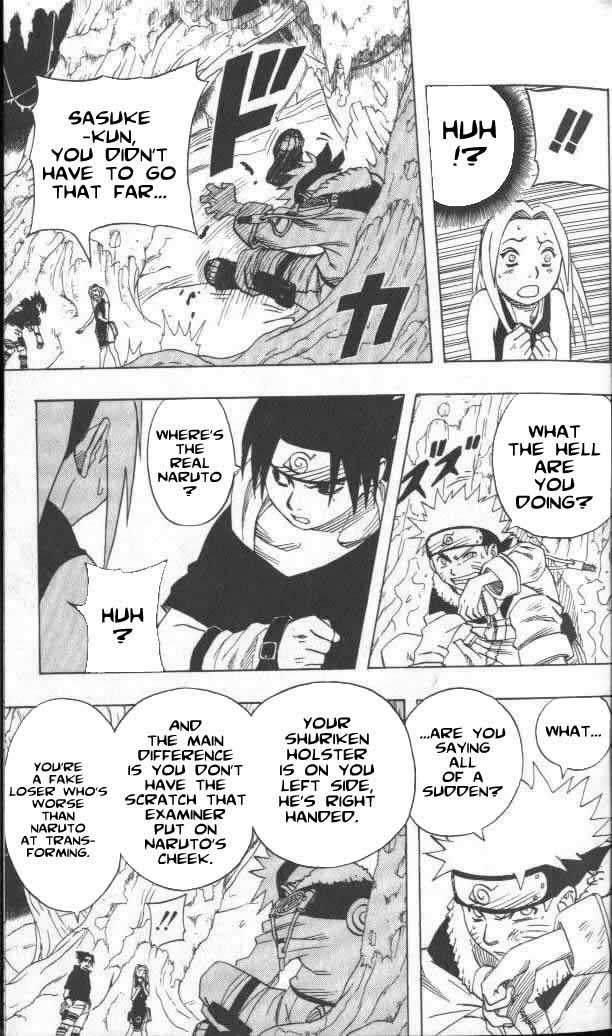 !!
HUH
!?
SASUKE
-KUN,
YOU DIDN'T
HAVE TO GO
THAT FAR...
ドカ
WHAT
THE HELL
ARE
YOU
DOING?
ズズ
WHERE'S
THE
REAL
NARUTO
?
HUH
?
WHAT...
...ARE YOU
SAYING
ALL
OF A
SUDDEN?
YOUR
SHURIKEN
HOLSTER
IS ON YOU
LEFT SIDE,
HE'S RIGHT
HANDED.
AND
THE MAIN
DIFFERENCE
IS YOU DON'T
HAVE THE
SCRATCH THAT
EXAMINER
PUT ON
NARUTO'S
CHEEK.
YOU'RE
A FAKE
LOSER WHO'S
WORSE
THAN
NARUTO
AT TRANS-
FORMING.
!!